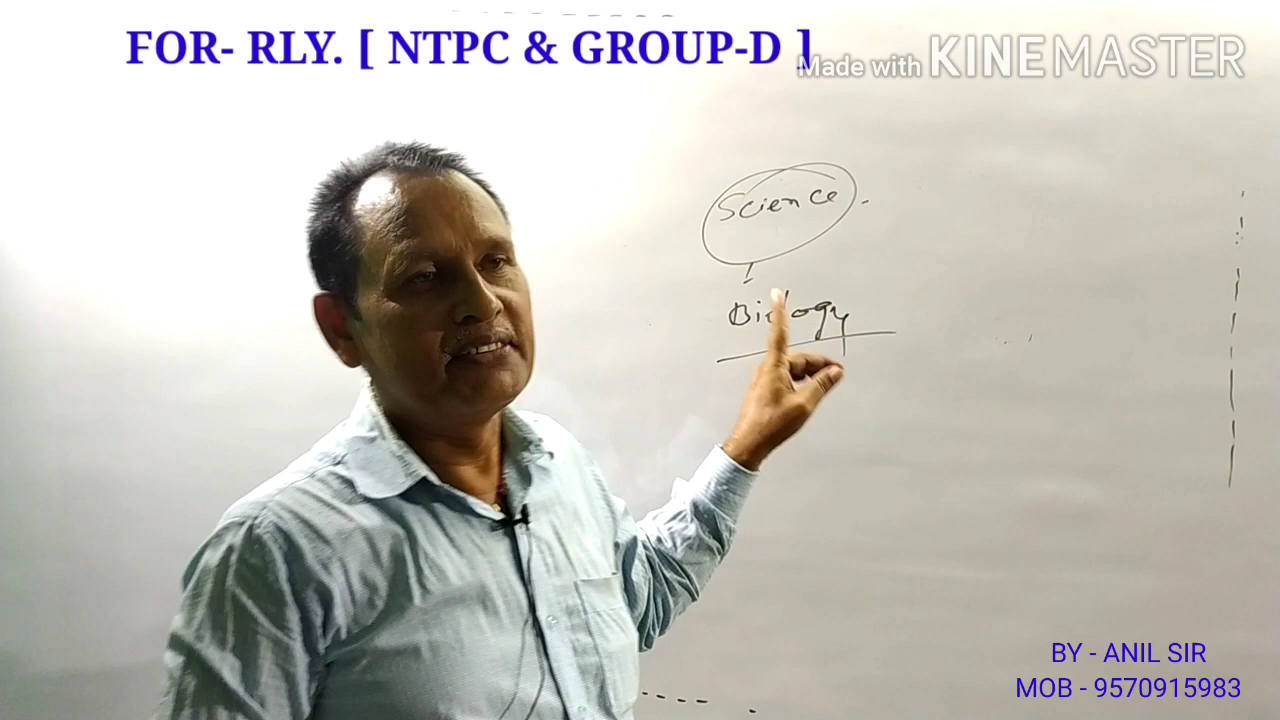 FOR- RLY. [ NTPC & GROUP-D ]
Made with KINEMASTER
Science
Biology
BY - ANIL SIR
MOB - 9570915983